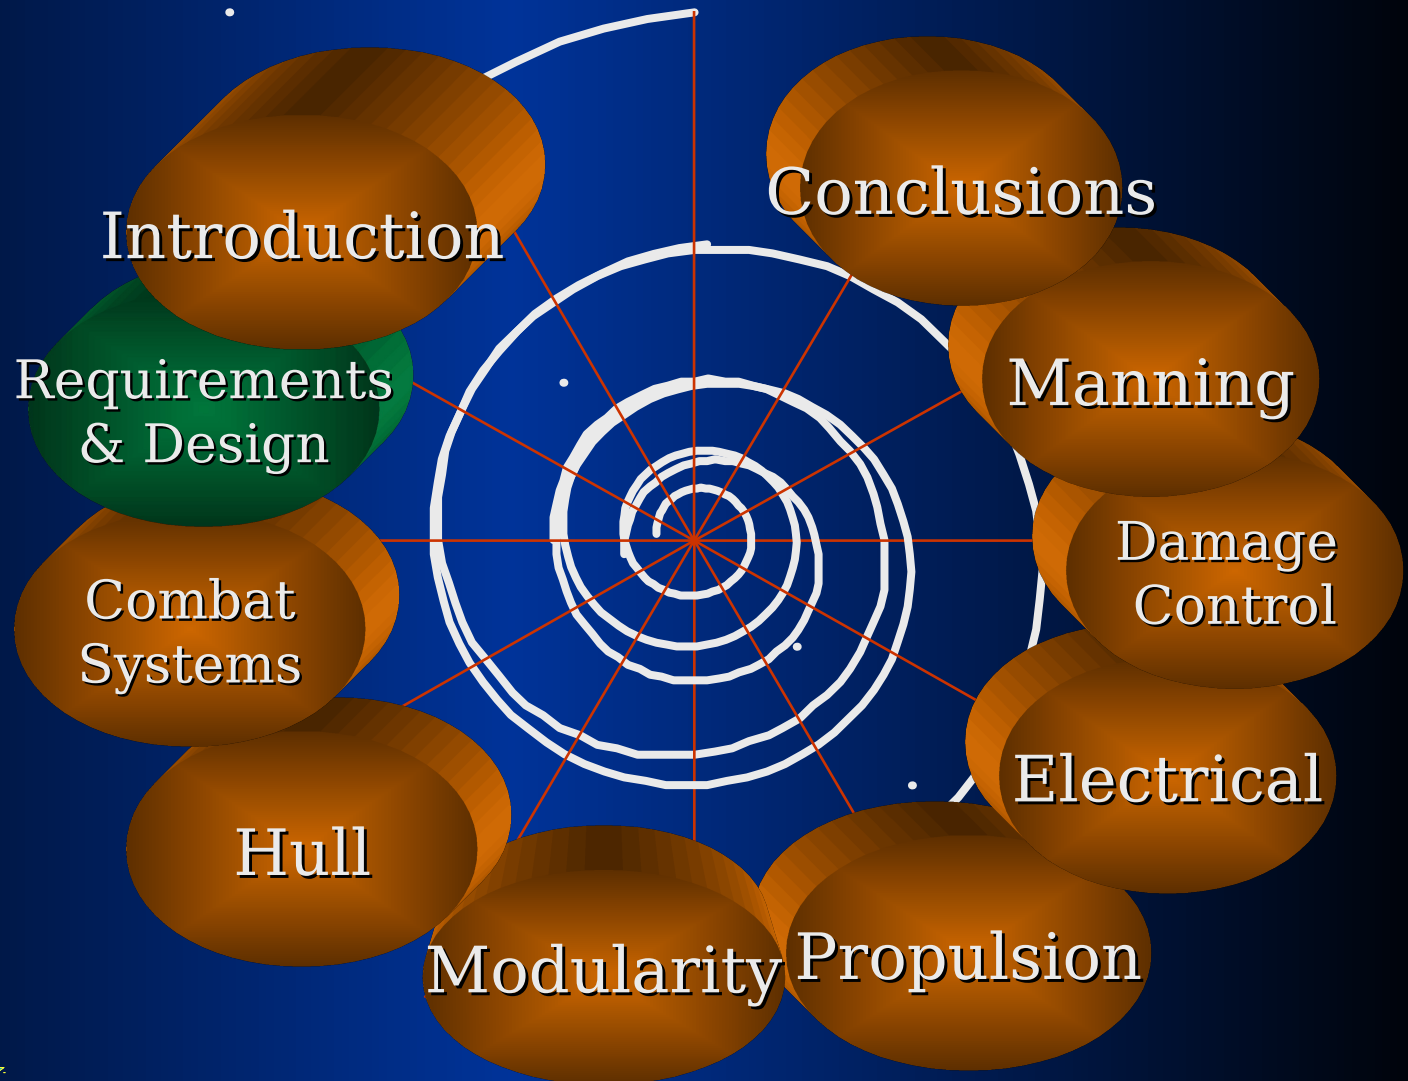 Introduction
Requirements
& Design
Combat
Systems
Hull
Modularity
Propulsion
Electrical
Damage
Control
Manning
Conclusions